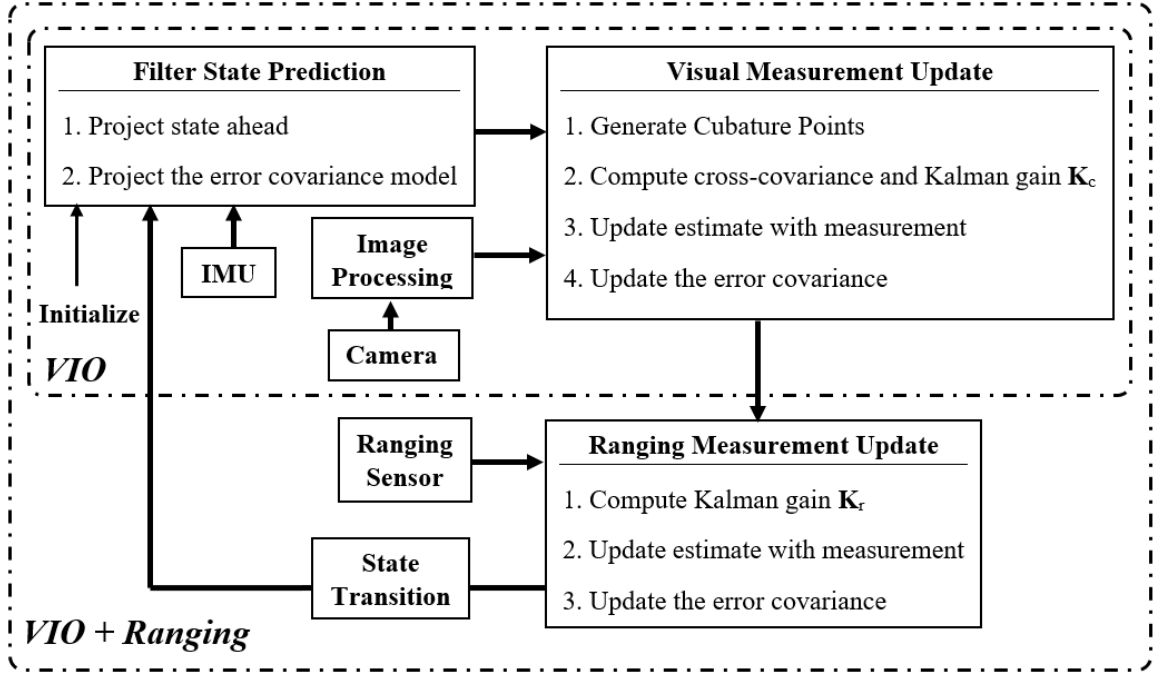 Filter State Prediction
1. Project state ahead
2. Project the error covariance model
Visual Measurement Update
1. Generate Cubature Points
2. Compute cross-covariance and Kalman gain Kc
3. Update estimate with measurement
4. Update the error covariance
IMU
Image
Processing
Initialize
Camera
VIO
Ranging
Sensor
Ranging Measurement Update
1. Compute Kalman gain Kr
2. Update estimate with measurement
3. Update the error covariance
State
Transition
VIO + Ranging